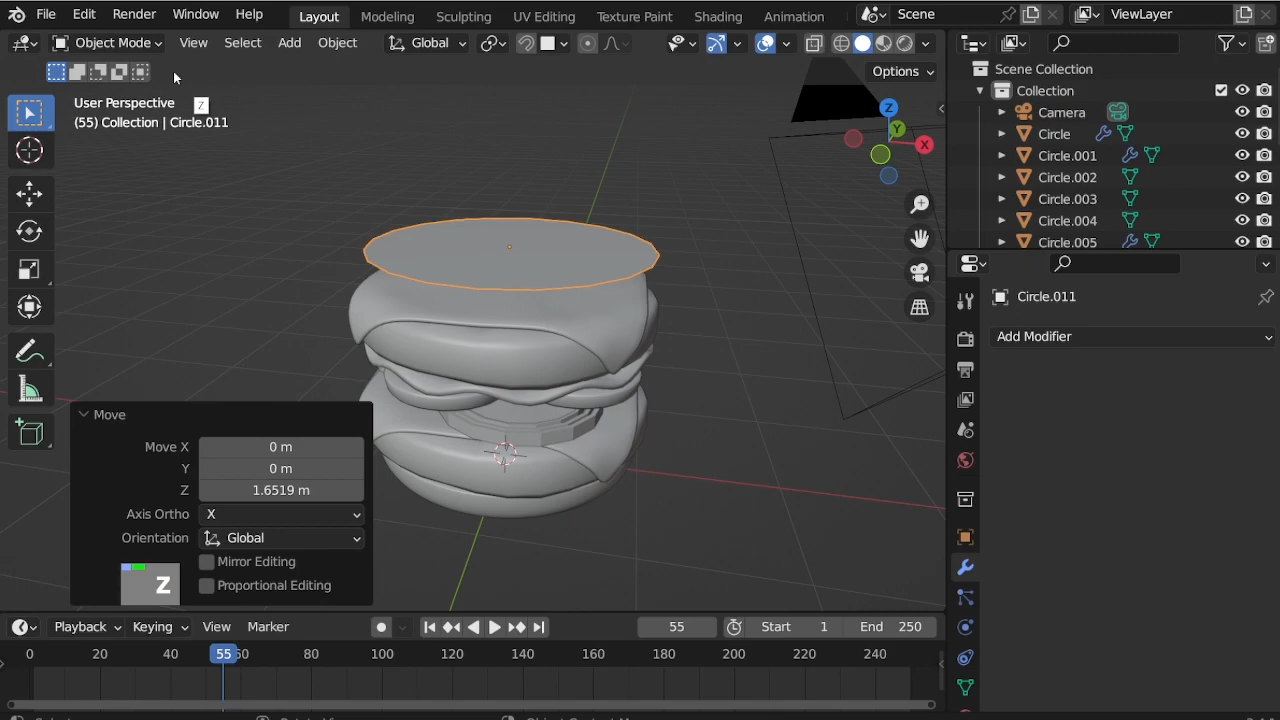 File Edit Render Window Help Layout Modeling Sculpting UV Editing Texture Paint Shading Animation Scene ViewLayer
Object Mode View Select Add Object Global
Options
User Perspective Z
(55) Collection | Circle.011
Z
Y
X
Scene Collection
Collection
Camera
Circle
Circle.001
Circle.002
Circle.003
Circle.004
Circle.005
Circle.011
Add Modifier
Move
Move X 0 m
Y 0 m
Z 1.6519 m
Axis Ortho X
Orientation Global
Mirror Editing
Proportional Editing
Z
Playback Keying View Marker 55 Start 1 End 250
0 20 40 55 60 80 100 120 140 160 180 200 220 240